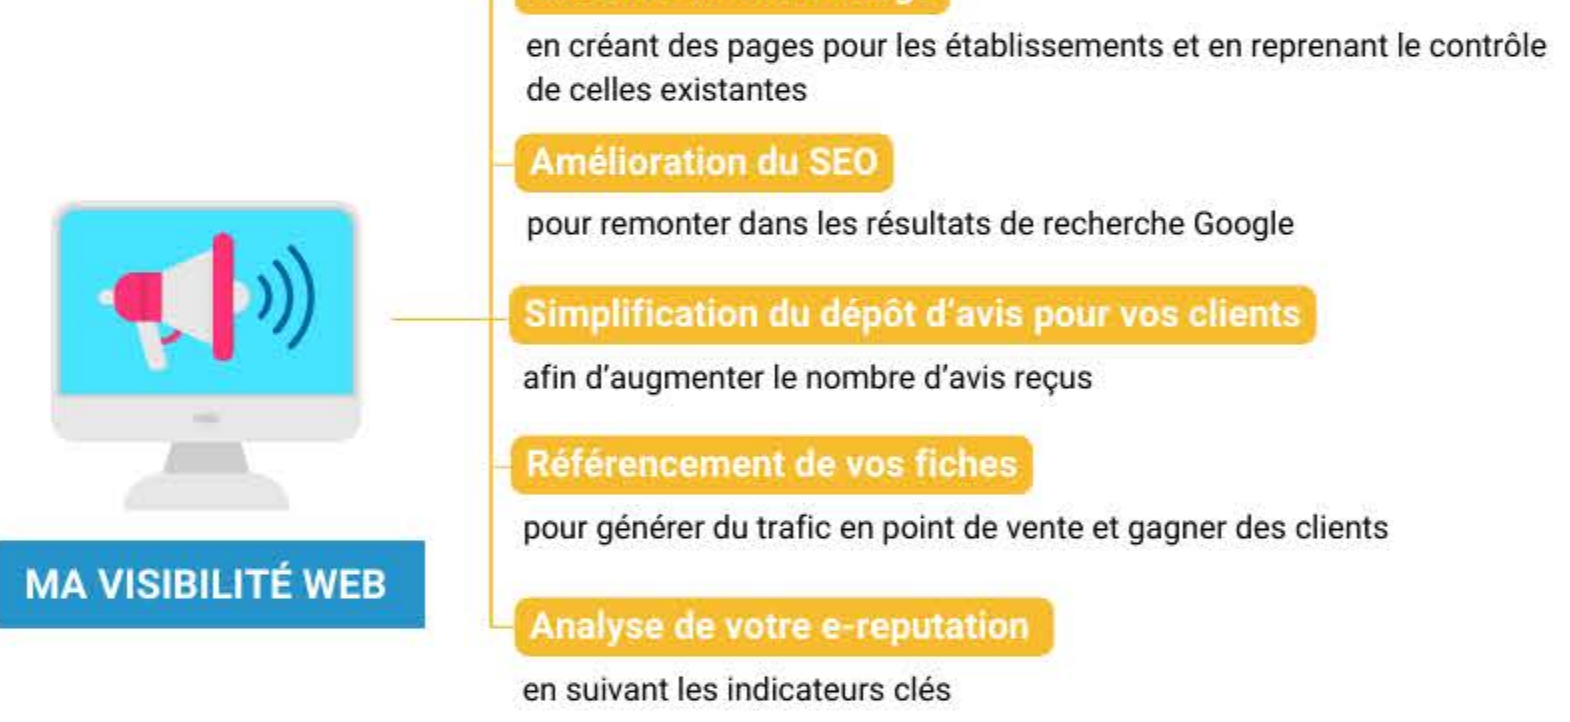 en créant des pages pour les établissements et en reprenant le contrôle
de celles existantes
Amélioration du SEO
pour remonter dans les résultats de recherche Google
Simplification du dépôt d’avis pour vos clients
afin d’augmenter le nombre d’avis reçus
Référencement de vos fiches
pour générer du trafic en point de vente et gagner des clients
MA VISIBILITÉ WEB
Analyse de votre e-reputation
en suivant les indicateurs clés